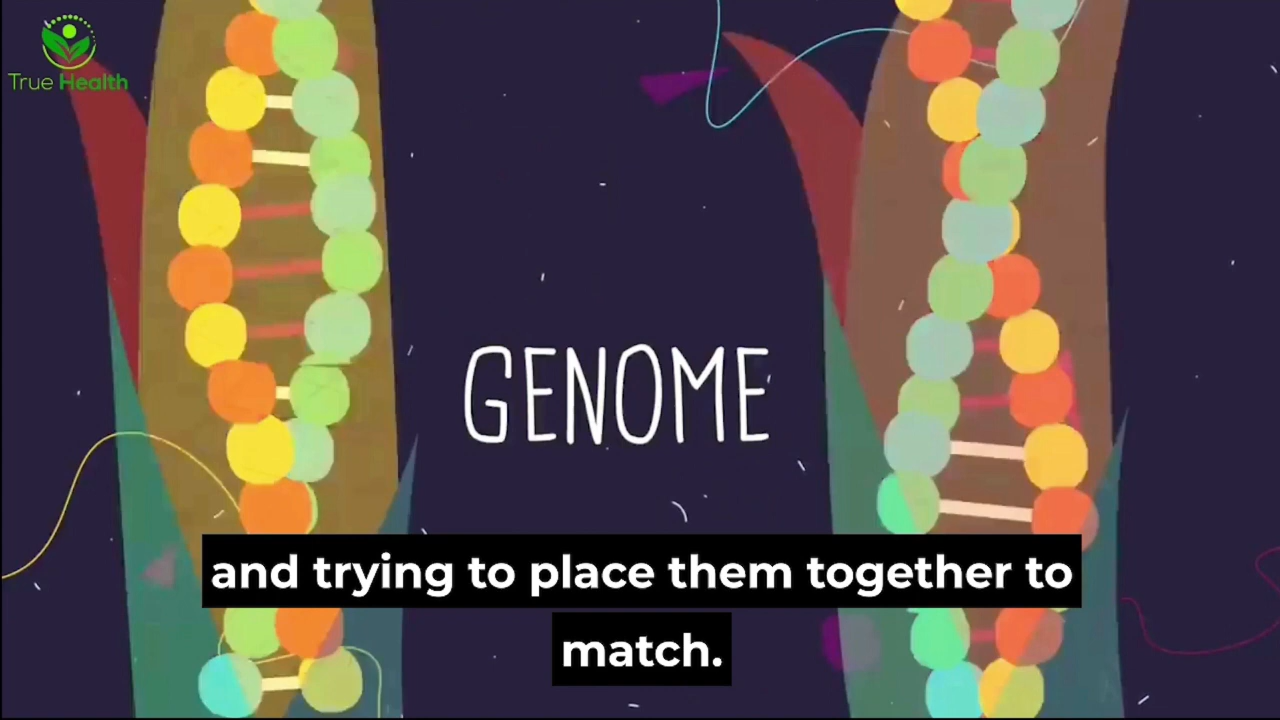 True Health
GENOME
and trying to place them together to
match.